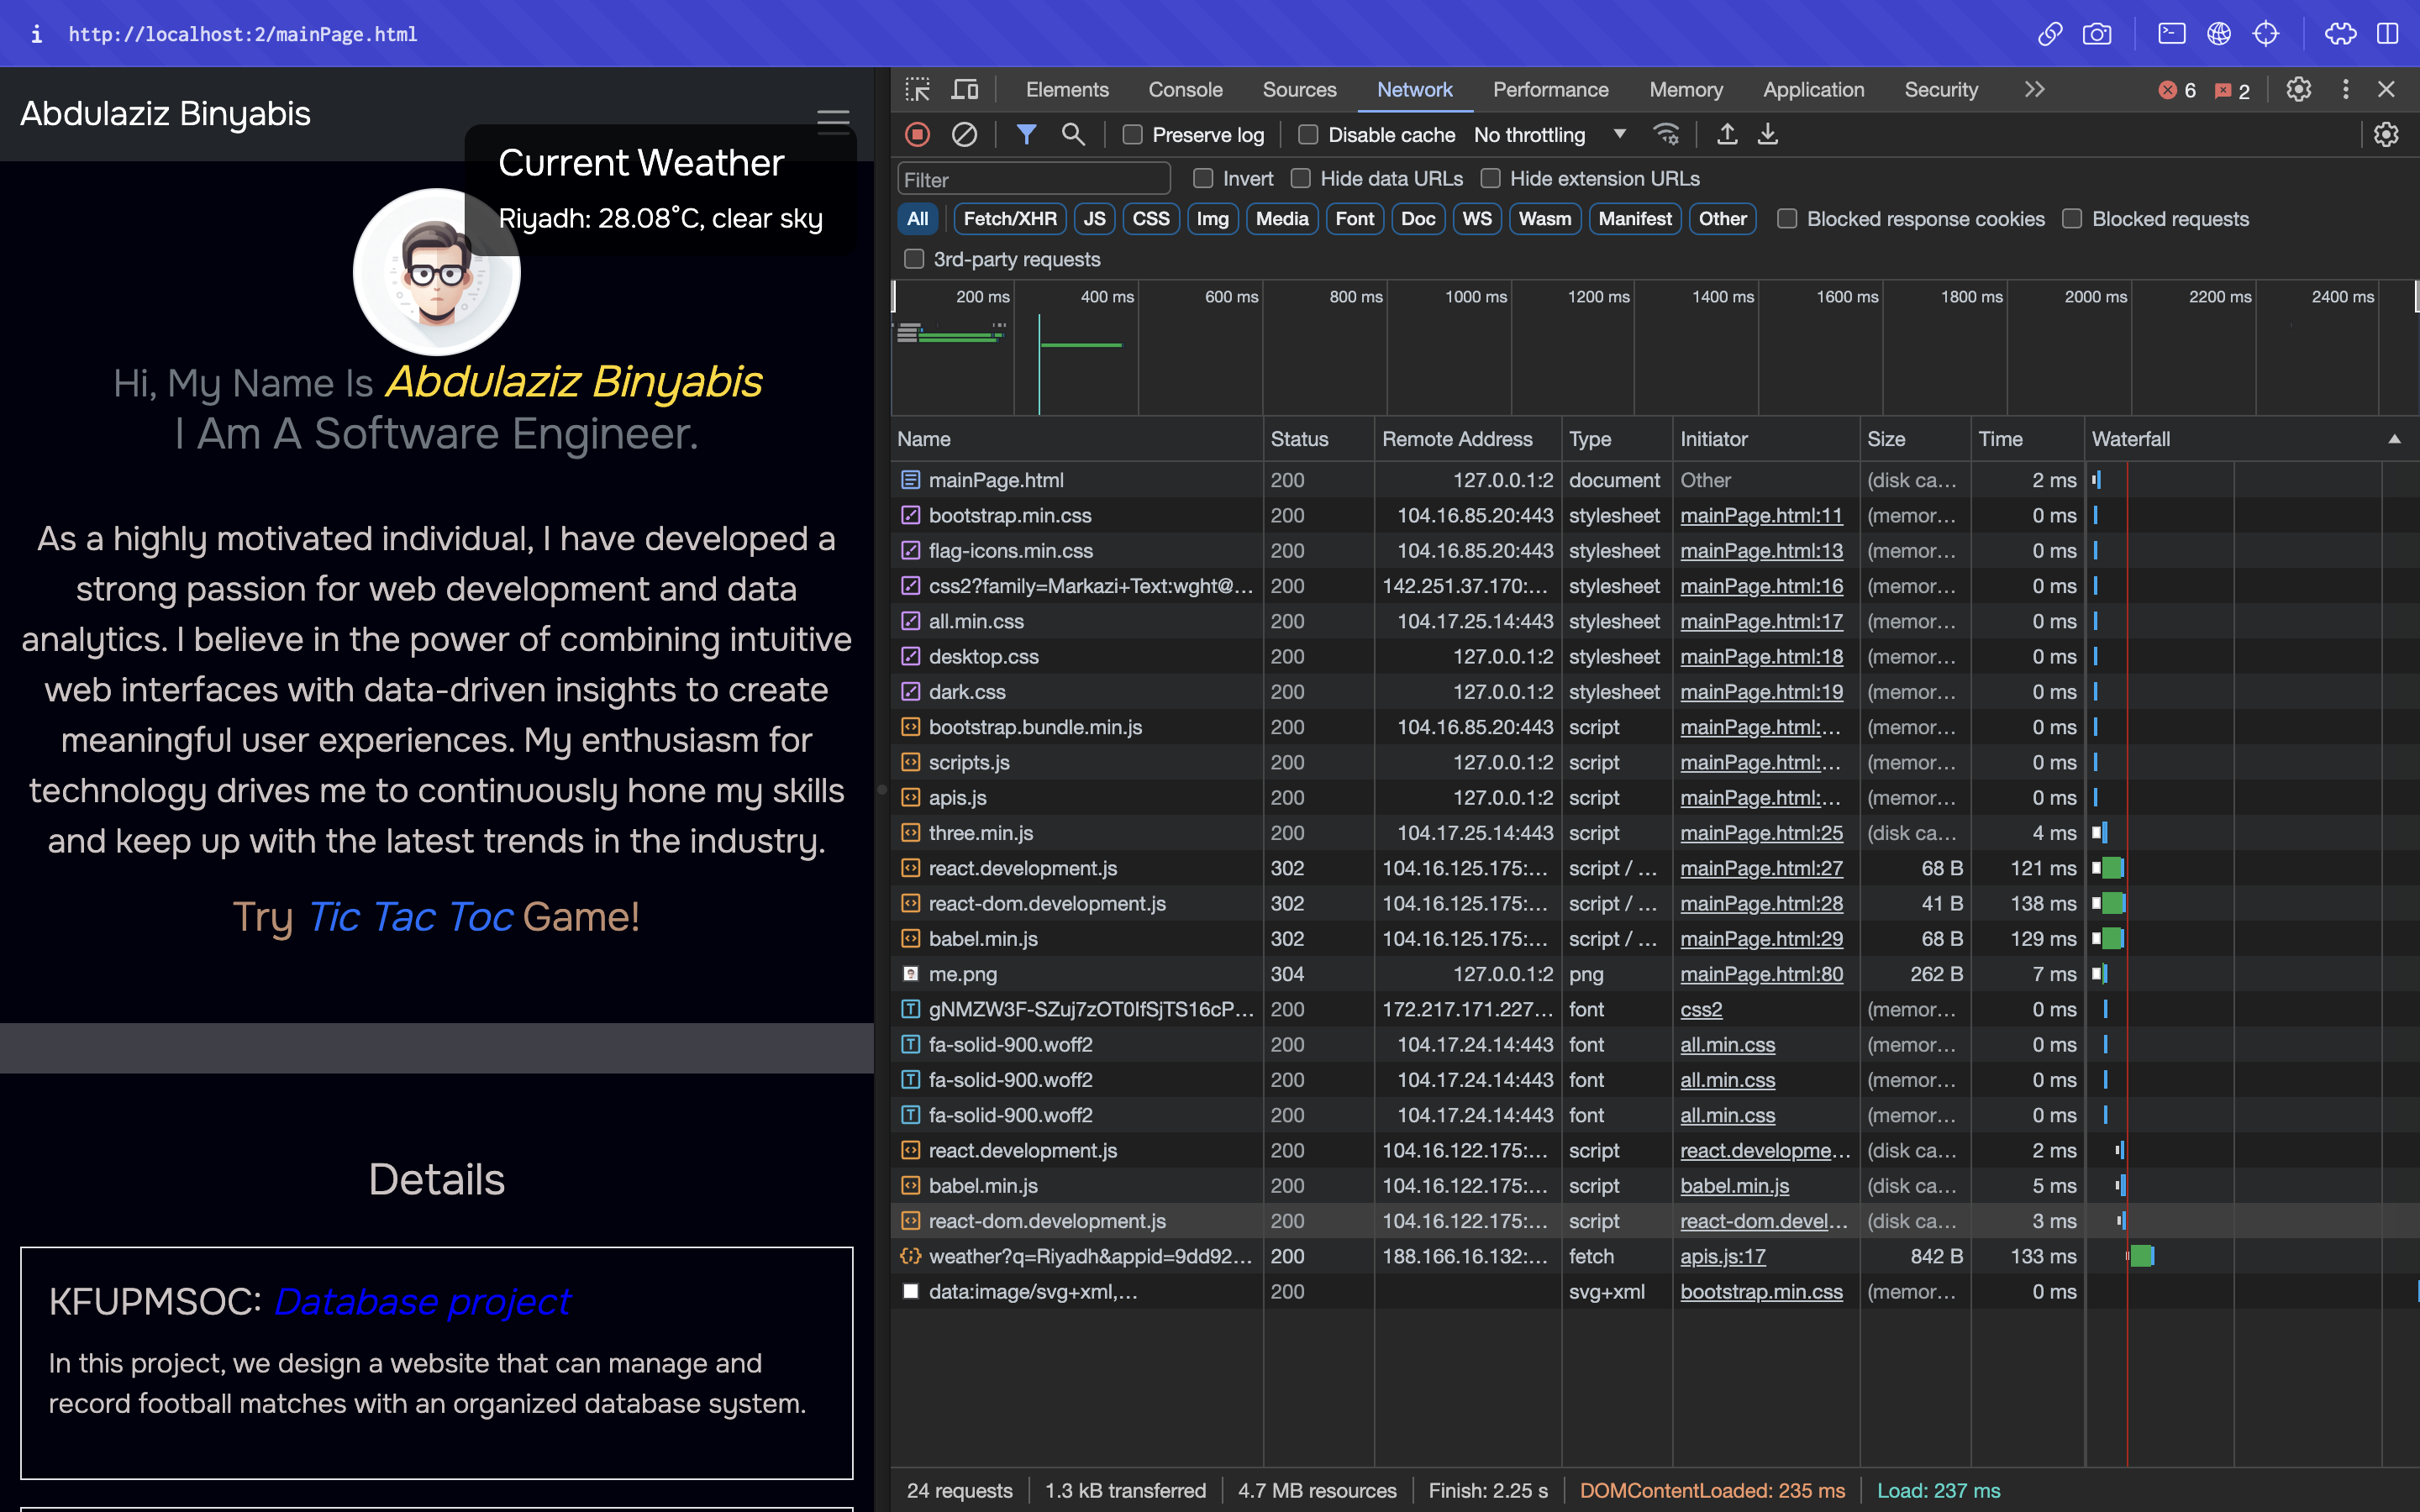 http://localhost:2/mainPage.html
Abdulaziz Binyabis
Current Weather
Riyadh: 28.08°C, clear sky
Hi, My Name Is Abdulaziz Binyabis
I Am A Software Engineer.
As a highly motivated individual, I have developed a
strong passion for web development and data
analytics. I believe in the power of combining intuitive
web interfaces with data-driven insights to create
meaningful user experiences. My enthusiasm for
technology drives me to continuously hone my skills
and keep up with the latest trends in the industry.
Try Tic Tac Toc Game!
Details
KFUPMSOC: Database project
In this project, we design a website that can manage and
record football matches with an organized database system.
Elements Console Sources Network Performance Memory Application Security 6 2
Preserve log Disable cache No throttling
Filter Invert Hide data URLs Hide extension URLs
All Fetch/XHR JS CSS Img Media Font Doc WS Wasm Manifest Other Blocked response cookies Blocked requests
3rd-party requests
200 ms 400 ms 600 ms 800 ms 1000 ms 1200 ms 1400 ms 1600 ms 1800 ms 2000 ms 2200 ms 2400 ms
Name Status Remote Address Type Initiator Size Time Waterfall
mainPage.html 200 127.0.0.1:2 document Other (disk ca... 2 ms
bootstrap.min.css 200 104.16.85.20:443 stylesheet mainPage.html:11 (memor... 0 ms
flag-icons.min.css 200 104.16.85.20:443 stylesheet mainPage.html:13 (memor... 0 ms
css2?family=Markazi+Text:wght@... 200 142.251.37.170:... stylesheet mainPage.html:16 (memor... 0 ms
all.min.css 200 104.17.25.14:443 stylesheet mainPage.html:17 (memor... 0 ms
desktop.css 200 127.0.0.1:2 stylesheet mainPage.html:18 (memor... 0 ms
dark.css 200 127.0.0.1:2 stylesheet mainPage.html:19 (memor... 0 ms
bootstrap.bundle.min.js 200 104.16.85.20:443 script mainPage.html:... (memor... 0 ms
scripts.js 200 127.0.0.1:2 script mainPage.html:... (memor... 0 ms
apis.js 200 127.0.0.1:2 script mainPage.html:... (memor... 0 ms
three.min.js 200 104.17.25.14:443 script mainPage.html:25 (disk ca... 4 ms
react.development.js 302 104.16.125.175:... script / ... mainPage.html:27 68 B 121 ms
react-dom.development.js 302 104.16.125.175:... script / ... mainPage.html:28 41 B 138 ms
babel.min.js 302 104.16.125.175:... script / ... mainPage.html:29 68 B 129 ms
me.png 304 127.0.0.1:2 png mainPage.html:80 262 B 7 ms
gNMZW3F-SZuj7zOT0IfSjTS16cP... 200 172.217.171.227... font css2 (memor... 0 ms
fa-solid-900.woff2 200 104.17.24.14:443 font all.min.css (memor... 0 ms
fa-solid-900.woff2 200 104.17.24.14:443 font all.min.css (memor... 0 ms
fa-solid-900.woff2 200 104.17.24.14:443 font all.min.css (memor... 0 ms
react.development.js 200 104.16.122.175:... script react.developme... (disk ca... 2 ms
babel.min.js 200 104.16.122.175:... script babel.min.js (disk ca... 5 ms
react-dom.development.js 200 104.16.122.175:... script react-dom.devel... (disk ca... 3 ms
weather?q=Riyadh&appid=9dd92... 200 188.166.16.132:... fetch apis.js:17 842 B 133 ms
data:image/svg+xml,... 200 svg+xml bootstrap.min.css (memor... 0 ms
24 requests 1.3 kB transferred 4.7 MB resources Finish: 2.25 s DOMContentLoaded: 235 ms Load: 237 ms